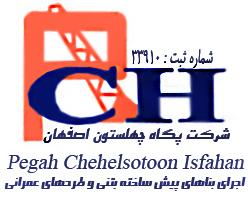 شماره ثبت : ۳۳۹۱۰
CH
شرکت پگاه چهلستون اصفهان
Pegah Chehelsotoon Isfahan
اجرای بناهای پیش ساخته بتنی و طرحهای عمرانی